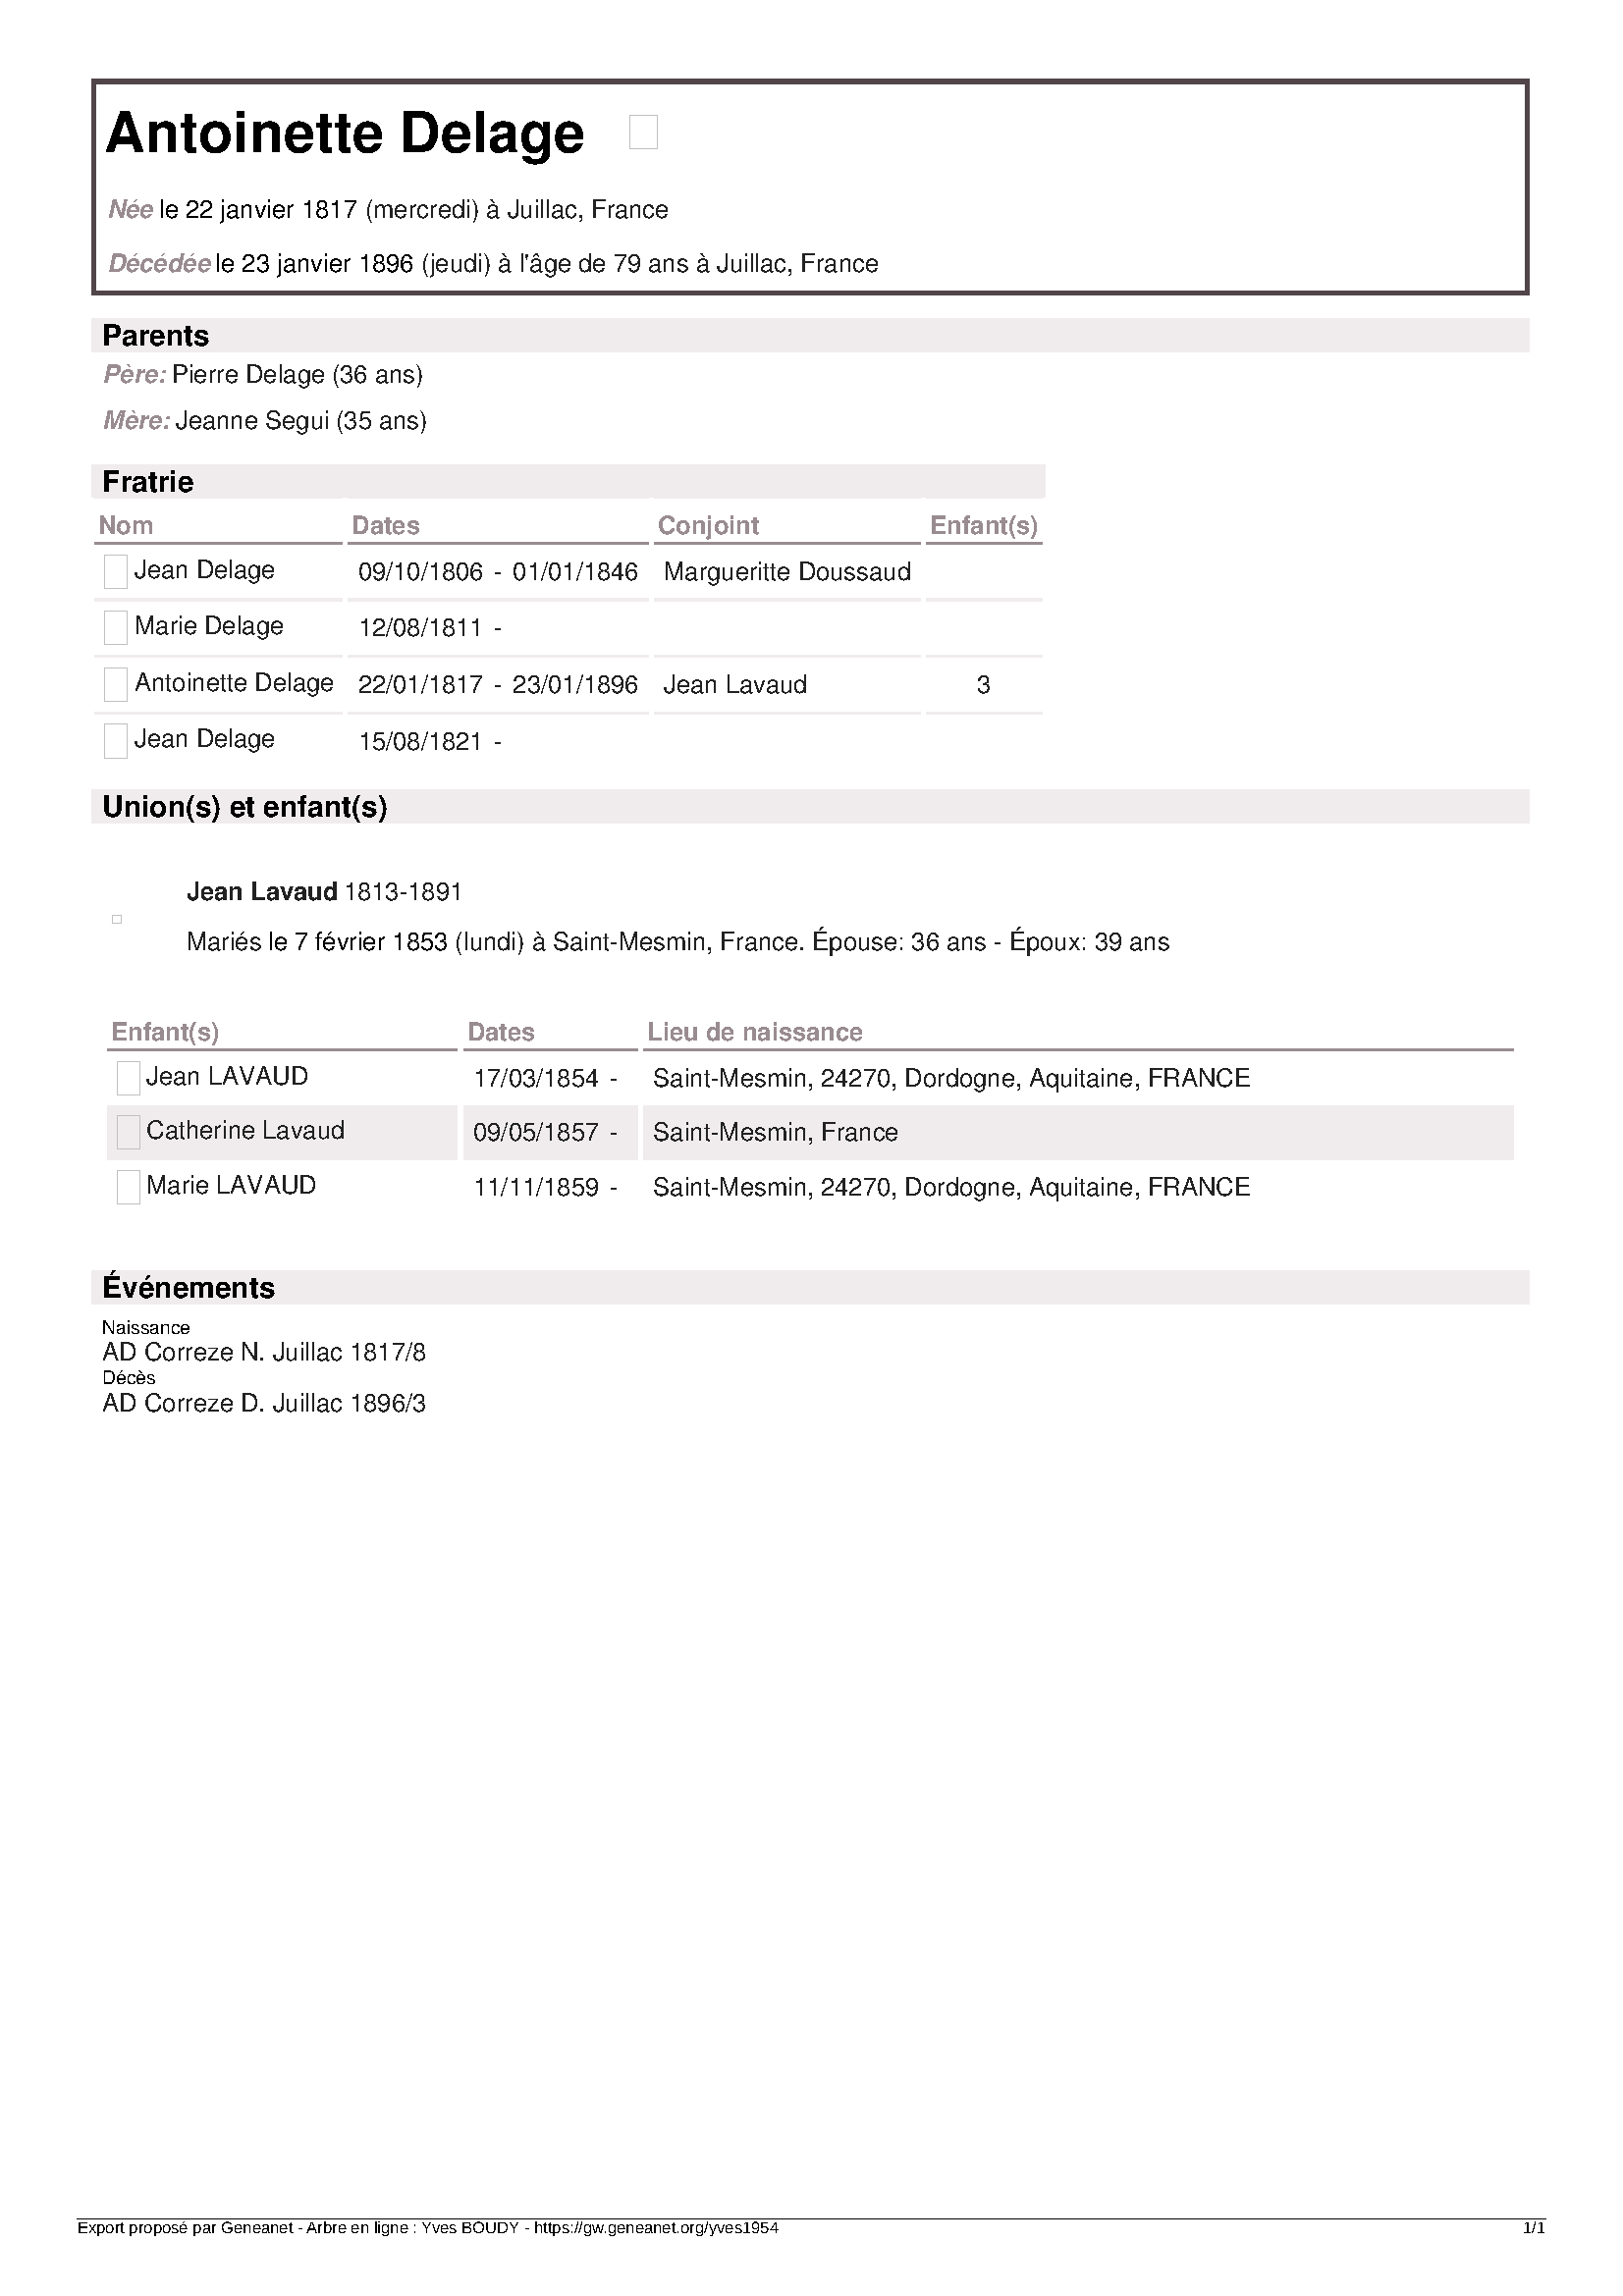 Antoinette Delage
Née le 22 janvier 1817 (mercredi) à Juillac, France
Décédée le 23 janvier 1896 (jeudi) à l'âge de 79 ans à Juillac, France
Parents
Père: Pierre Delage (36 ans)
Mère: Jeanne Segui (35 ans)
Fratrie
Nom Dates Conjoint Enfant(s)
Jean Delage 09/10/1806 - 01/01/1846 Margueritte Doussaud
Marie Delage 12/08/1811 -
Antoinette Delage 22/01/1817 - 23/01/1896 Jean Lavaud 3
Jean Delage 15/08/1821 -
Union(s) et enfant(s)
Jean Lavaud 1813-1891
Mariés le 7 février 1853 (lundi) à Saint-Mesmin, France. Épouse: 36 ans - Époux: 39 ans
Enfant(s) Dates Lieu de naissance
Jean LAVAUD 17/03/1854 - Saint-Mesmin, 24270, Dordogne, Aquitaine, FRANCE
Catherine Lavaud 09/05/1857 - Saint-Mesmin, France
Marie LAVAUD 11/11/1859 - Saint-Mesmin, 24270, Dordogne, Aquitaine, FRANCE
Événements
Naissance
AD Correze N. Juillac 1817/8
Décès
AD Correze D. Juillac 1896/3
Export proposé par Geneanet - Arbre en ligne : Yves BOUDY - https://gw.geneanet.org/yves1954 1/1